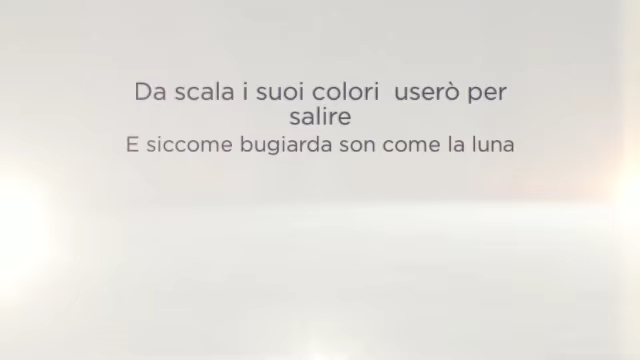 Da scala i suoi colori  userò per
salire
E siccome bugiarda son come la luna